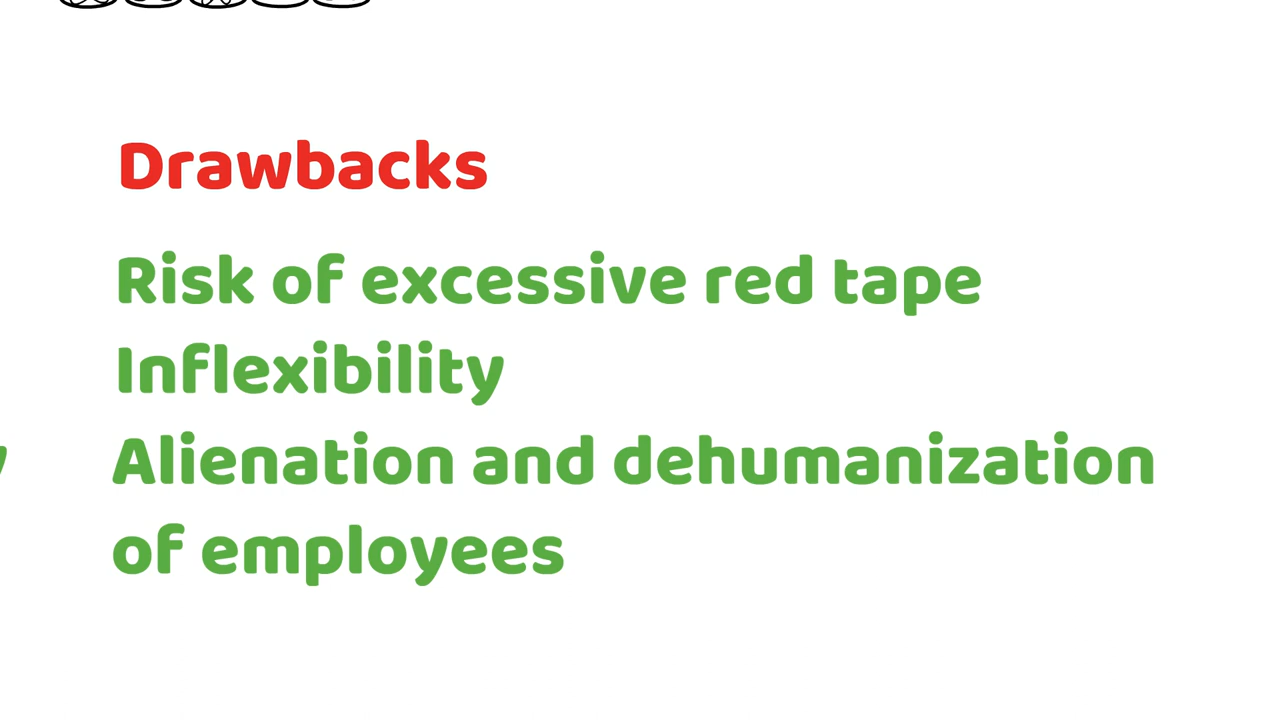 Drawbacks
Risk of excessive red tape
Inflexibility
Alienation and dehumanization
of employees